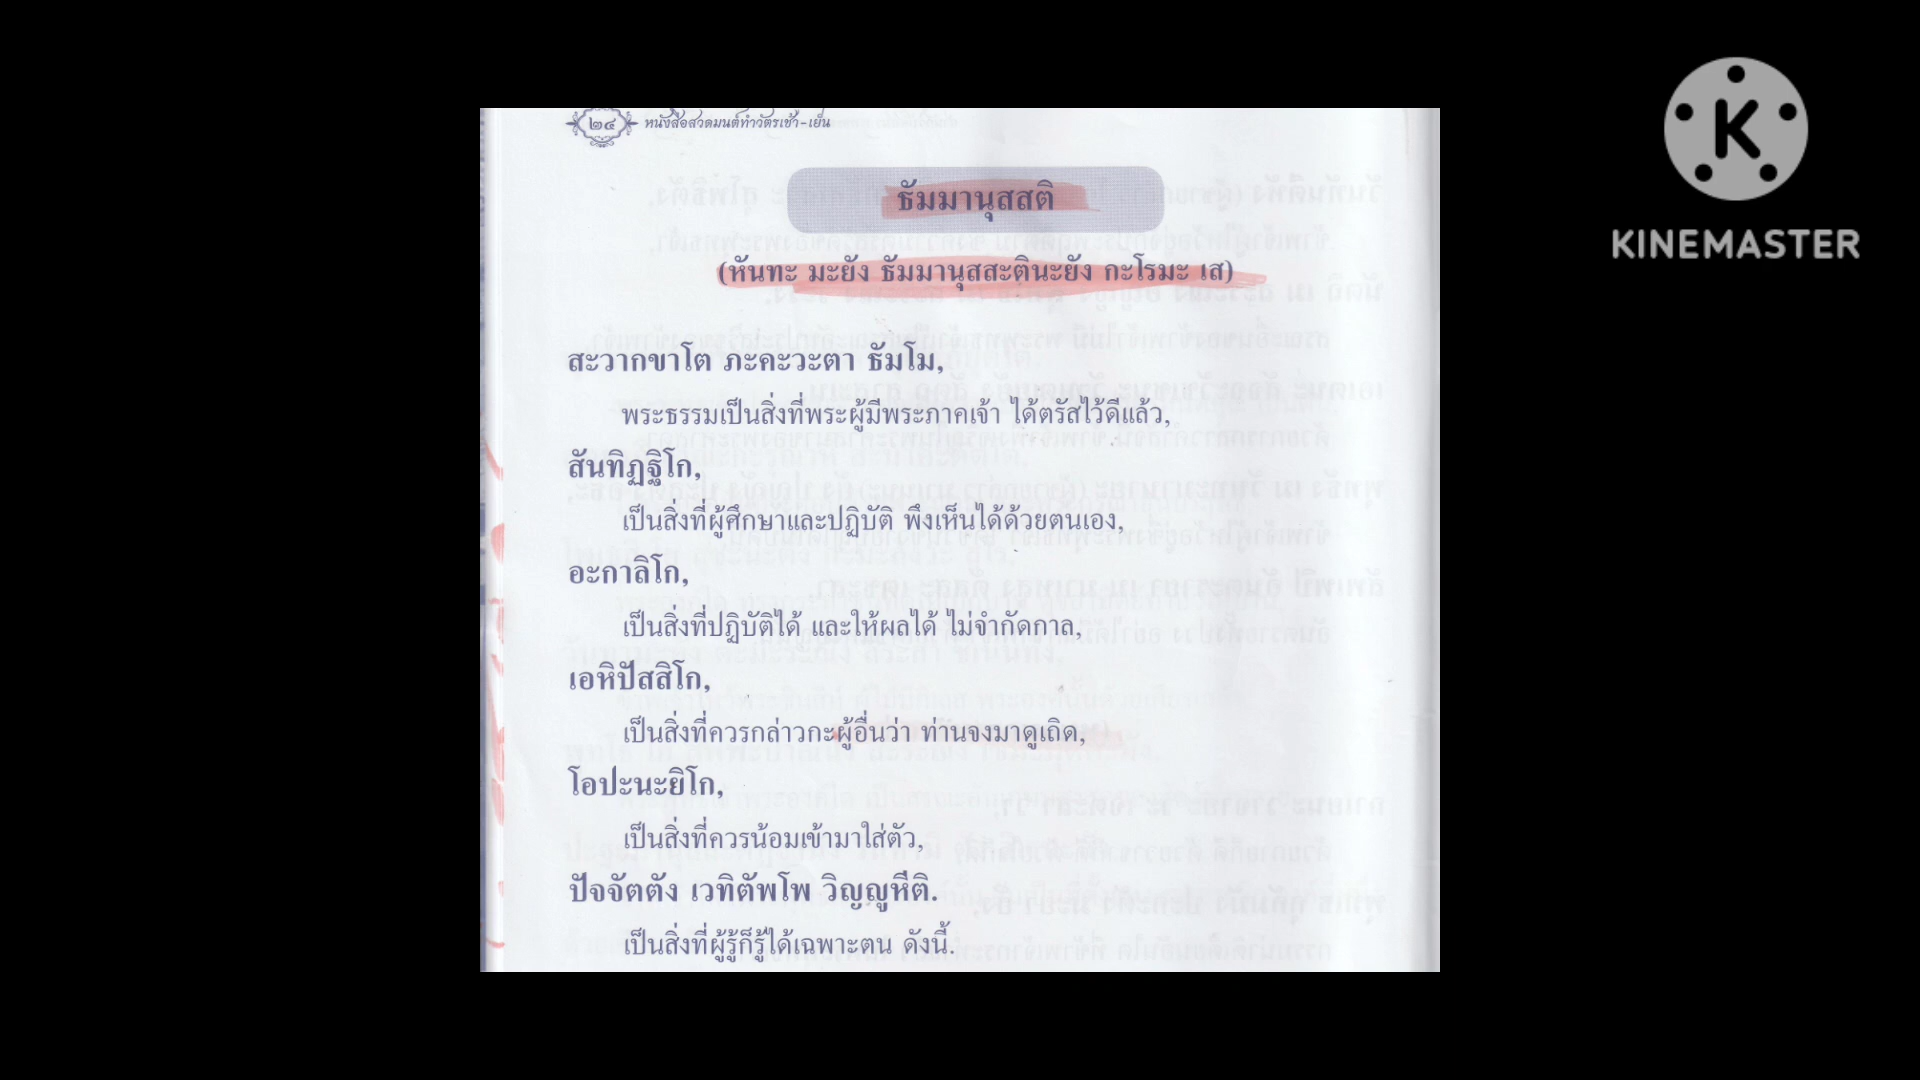 ๒๔ หนังสือสวดมนต์ทำวัตรเช้า-เย็น
ธัมมานุสสติ
(หันทะ มะยัง ธัมมานุสสะตินะยัง กะโรมะ เส)
สะวากขาโต ภะคะวะตา ธัมโม,
พระธรรมเป็นสิ่งที่พระผู้มีพระภาคเจ้า ได้ตรัสไว้ดีแล้ว,
สันทิฏฐิโก,
เป็นสิ่งที่ผู้ศึกษาและปฏิบัติ พึงเห็นได้ด้วยตนเอง,
อะกาลิโก,
เป็นสิ่งที่ปฏิบัติได้ และให้ผลได้ ไม่จำกัดกาล,
เอหิปัสสิโก,
เป็นสิ่งที่ควรกล่าวกะผู้อื่นว่า ท่านจงมาดูเถิด,
โอปะนะยิโก,
เป็นสิ่งที่ควรน้อมเข้ามาใส่ตัว,
ปัจจัตตัง เวทิตัพโพ วิญญูหีติ.
เป็นสิ่งที่ผู้รู้ก็รู้ได้เฉพาะตน ดังนี้.
KINEMASTER